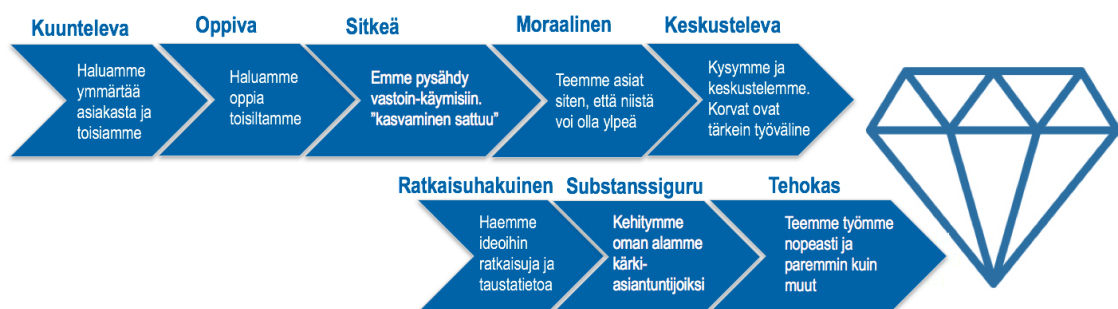 Kuunteleva
Oppiva
Sitkeä
Moraalinen
Keskusteleva
Haluamme
ymmärtää
asiakasta ja
toisiamme
Haluamme
oppia
toisiltamme
Emme pysähdy
vastoin-käymisiin.
”kasvaminen sattuu”
Teemme asiat
siten, että niistä
voi olla ylpeä
Kysymme ja
keskustelemme.
Korvat ovat
tärkein työväline
Ratkaisuhakuinen
Substanssiguru
Tehokas
Haemme
ideoihin
ratkaisuja ja
taustatietoa
Kehitymme
oman alamme
kärki-
asiantuntijoiksi
Teemme työmme
nopeasti ja
paremmin kuin
muut